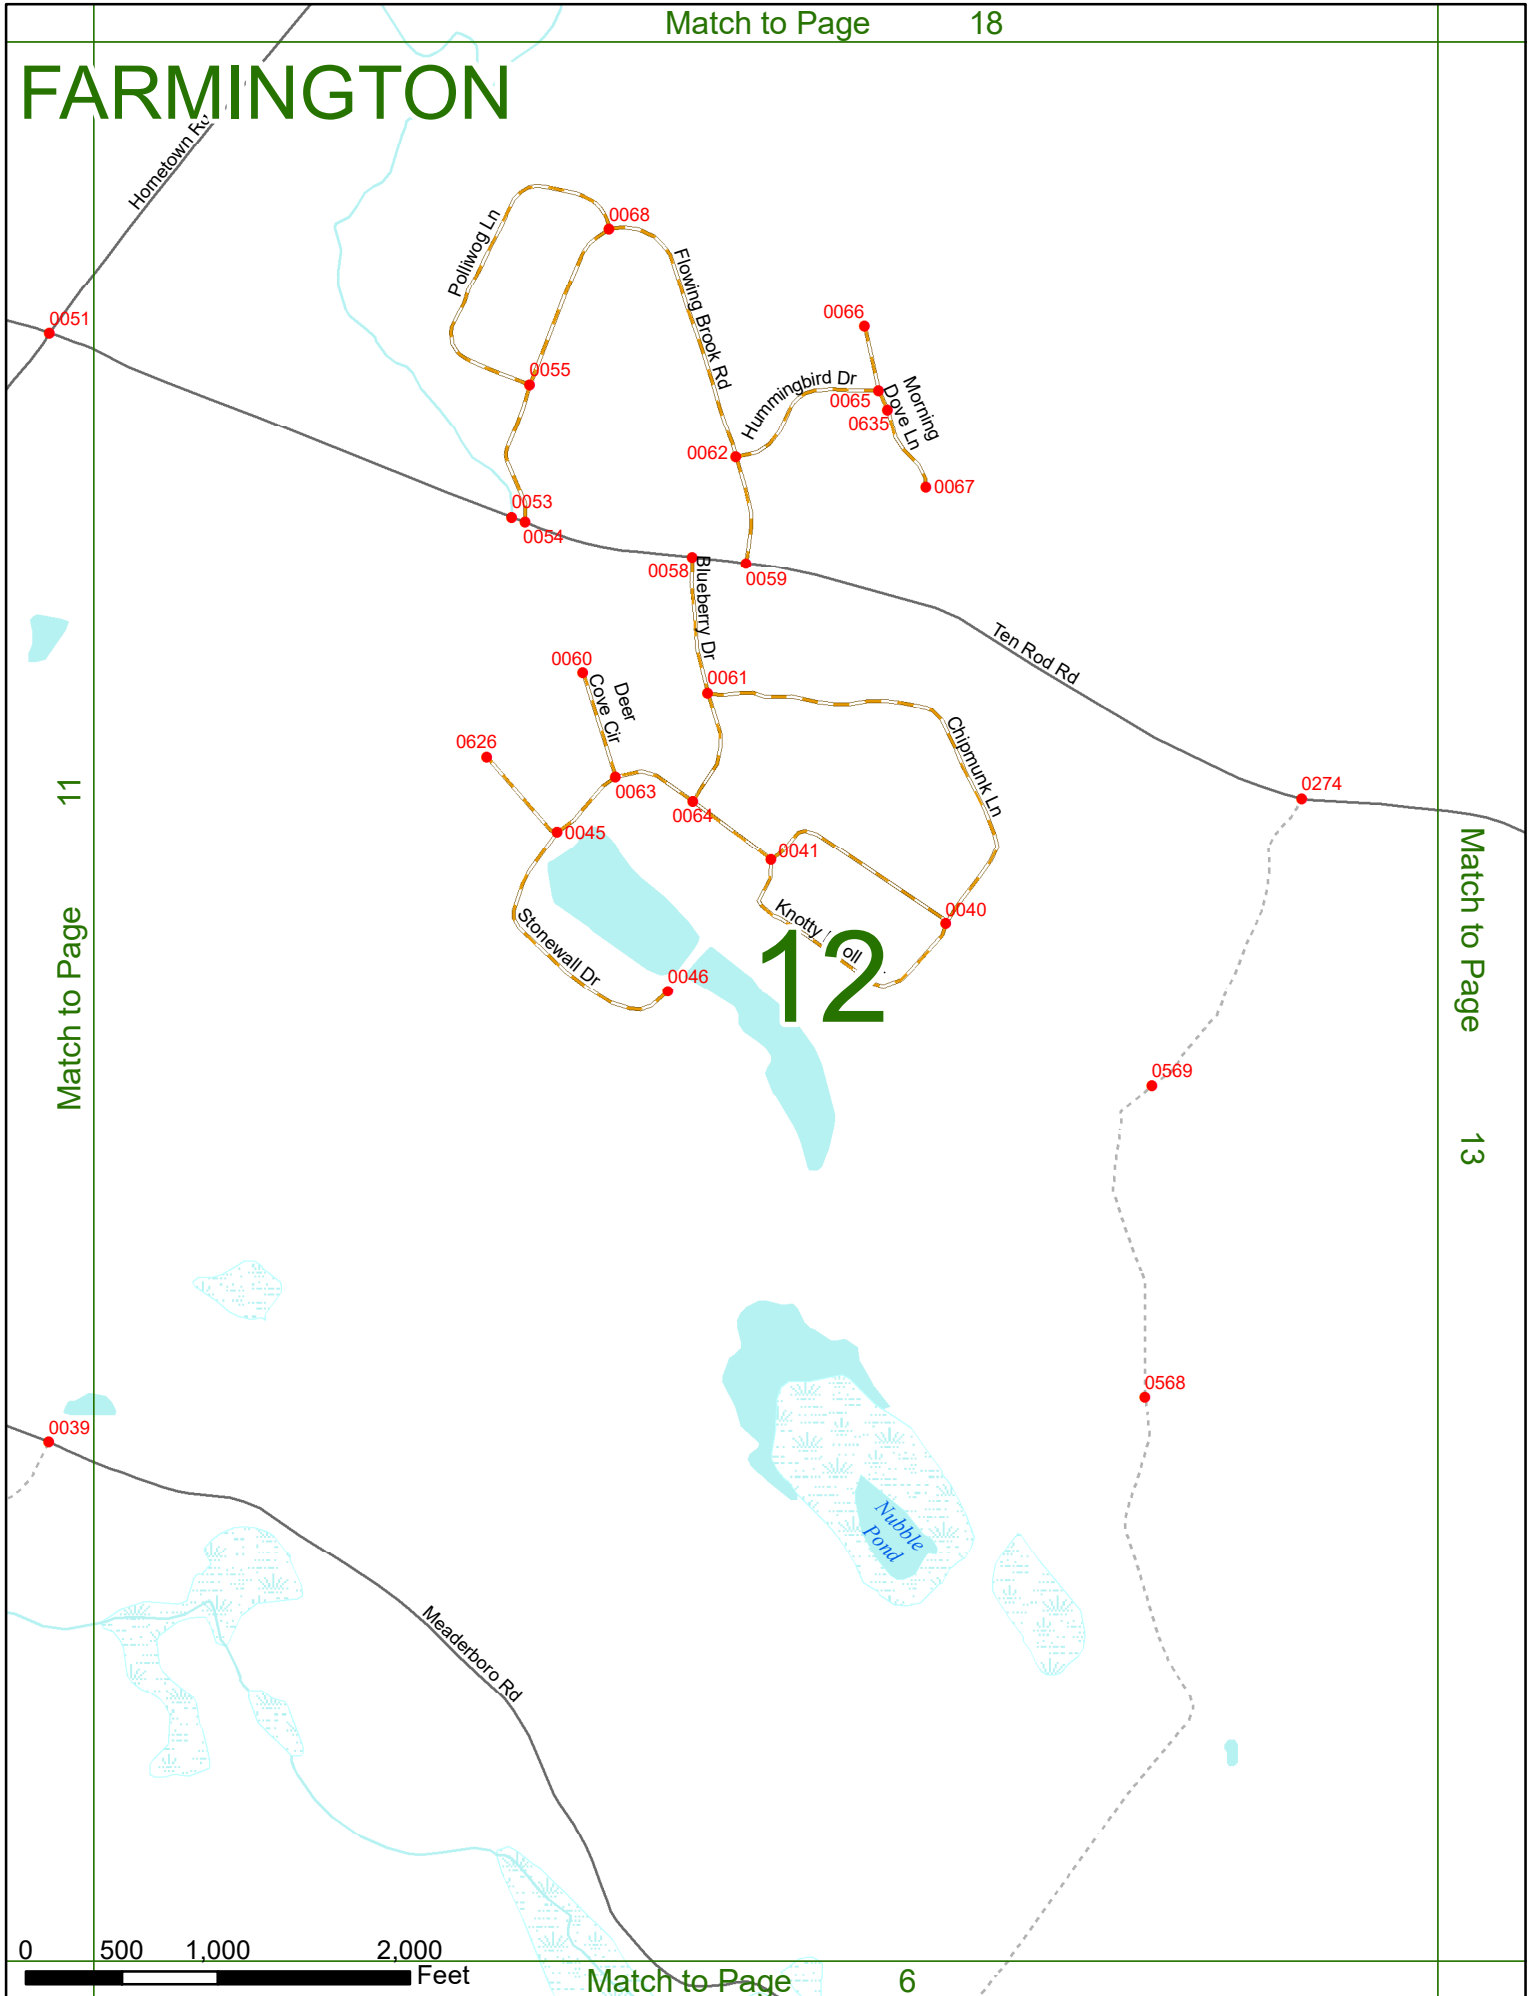 Match to Page 18
FARMINGTON
Hometown Rd
Polliwog Ln
0068
Flowing Brook Rd
0051
0066
0055
Hummingbird Dr
0065
Morning
Dove Ln
0635
0062
0067
0053
0054
0058
0059
Blueberry Dr
Ten Rod Rd
0060
Deer
Cove Cir
0061
0626
Chipmunk Ln
0063
0274
0064
0045
0041
0040
Knotty oll
Stonewall Dr
0046
12
Match to Page 11
Match to Page 13
0569
0568
0039
Nubble
Pond
Meaderboro Rd
0 500 1,000 2,000
Feet
Match to Page 6